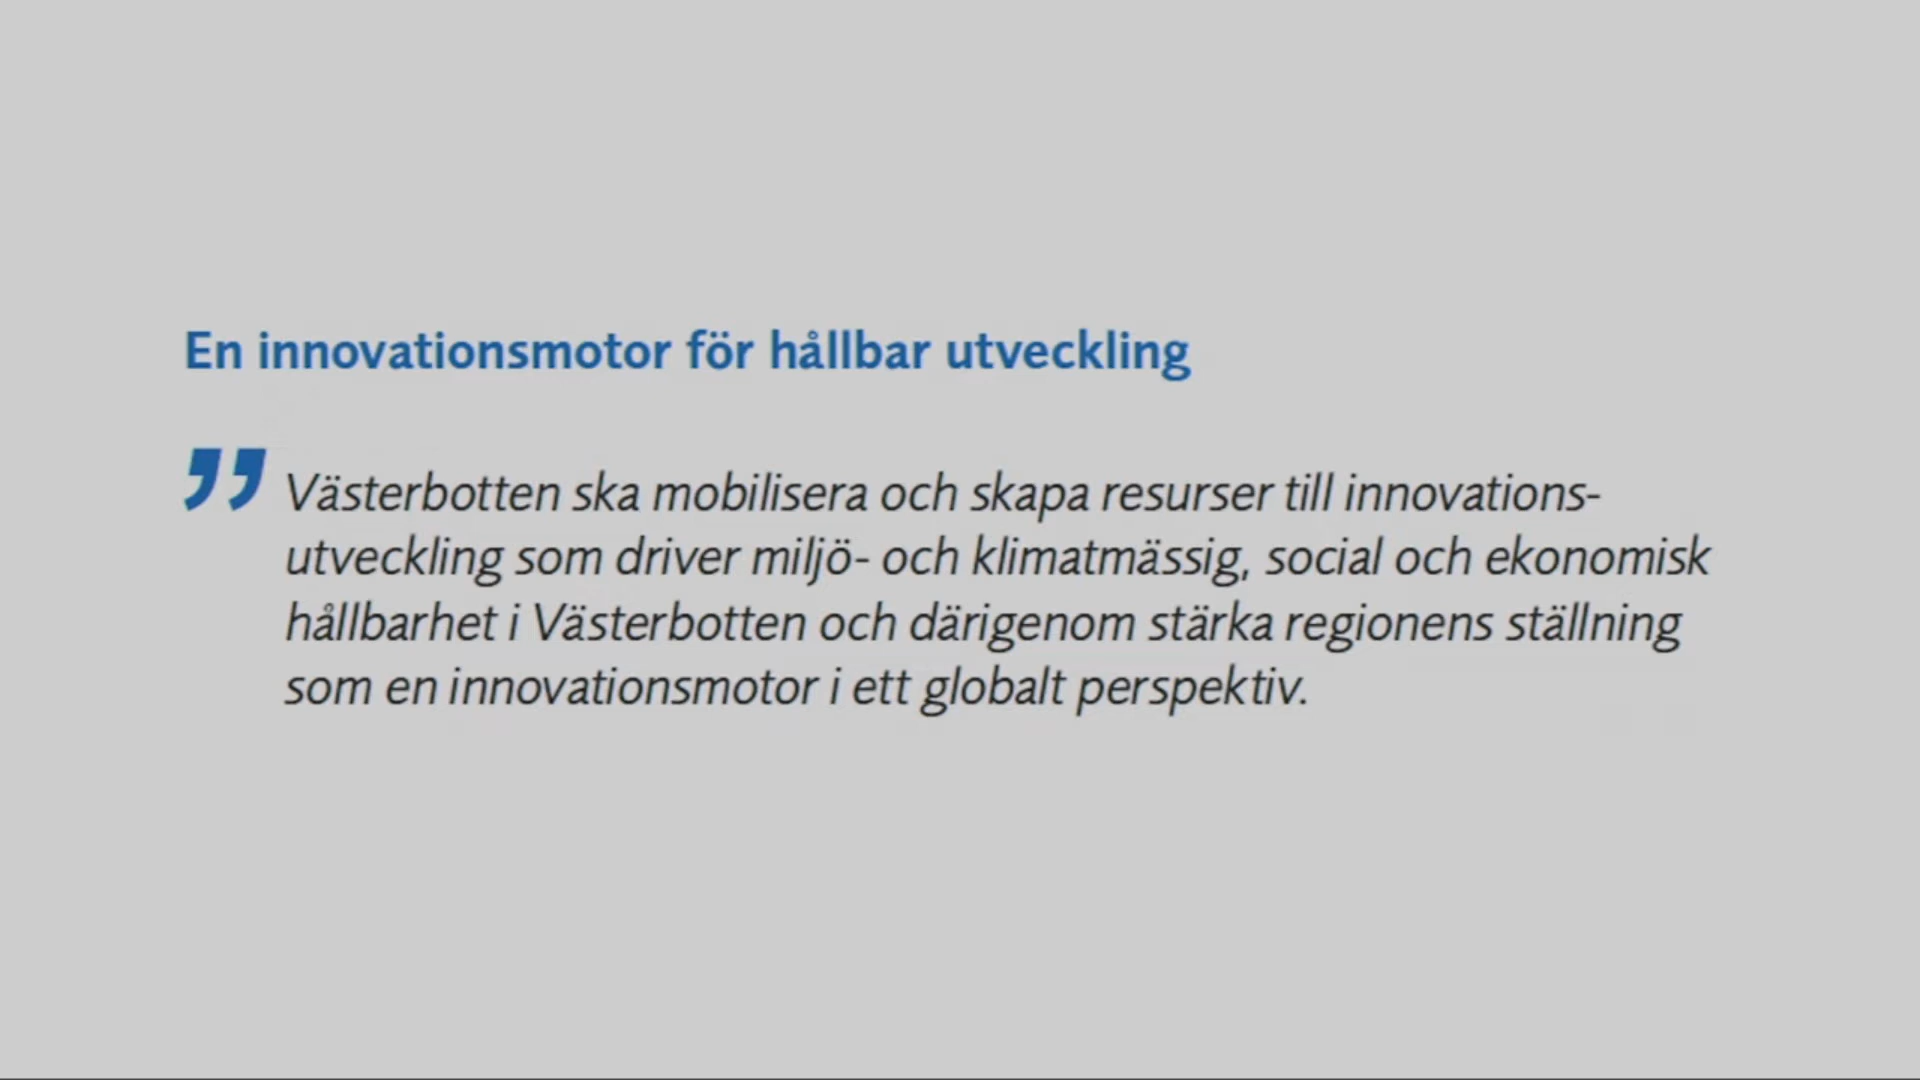 En innovationsmotor för hållbar utveckling
”Västerbotten ska mobilisera och skapa resurser till innovations-
utveckling som driver miljö- och klimatmässig, social och ekonomisk
hållbarhet i Västerbotten och därigenom stärka regionens ställning
som en innovationsmotor i ett globalt perspektiv.